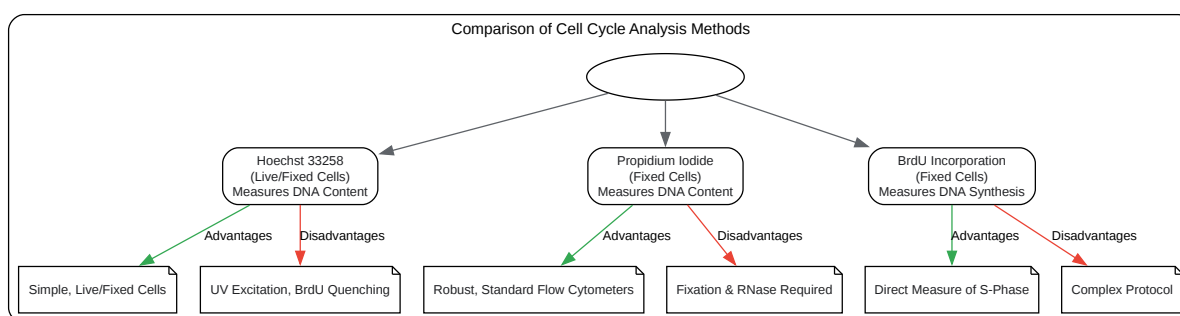 Comparison of Cell Cycle Analysis Methods
Hoechst 33258
(Live/Fixed Cells)
Measures DNA Content
Propidium Iodide
(Fixed Cells)
Measures DNA Content
BrdU Incorporation
(Fixed Cells)
Measures DNA Synthesis
Advantages
Disadvantages
Advantages
Disadvantages
Advantages
Disadvantages
Simple, Live/Fixed Cells
UV Excitation, BrdU Quenching
Robust, Standard Flow Cytometers
Fixation & RNase Required
Direct Measure of S-Phase
Complex Protocol